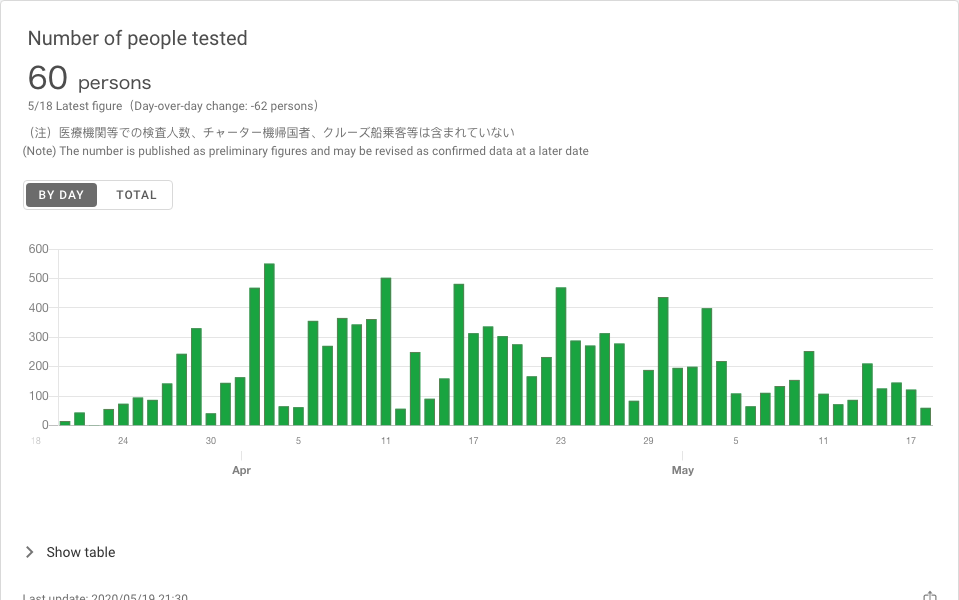 Number of people tested
60 persons
5/18 Latest figure（Day-over-day change: -62 persons）
（注）医療機関等での検査人数、チャーター機帰国者、クルーズ船乗客等は含まれていない
(Note) The number is published as preliminary figures and may be revised as confirmed data at a later date
BY DAY TOTAL
600
500
400
300
200
100
0
18 24 30 5 11 17 23 29 5 11 17
Apr May
Show table
Last update: 2020/05/19 21:30